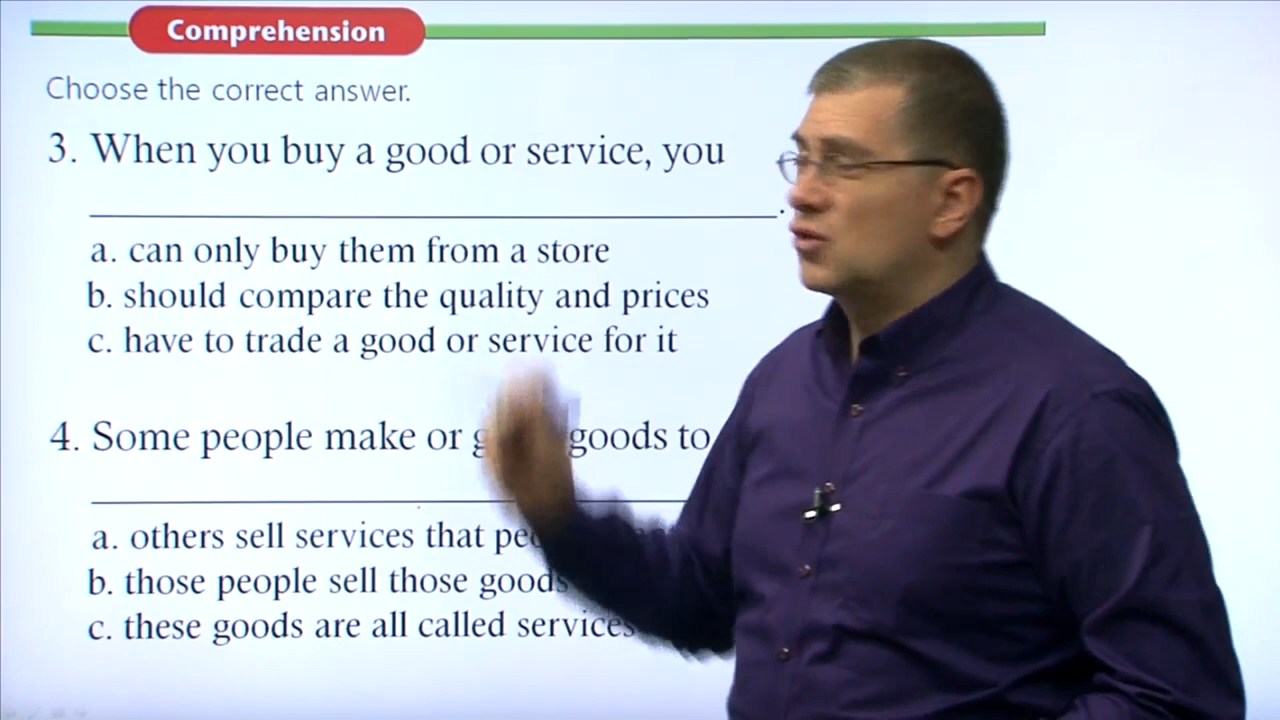 Comprehension
Choose the correct answer.
3. When you buy a good or service, you
.
a. can only buy them from a store
b. should compare the quality and prices
c. have to trade a good or service for it
4. Some people make or goods to
a. others sell services that
b. those people sell those goods
c. these goods are all called services